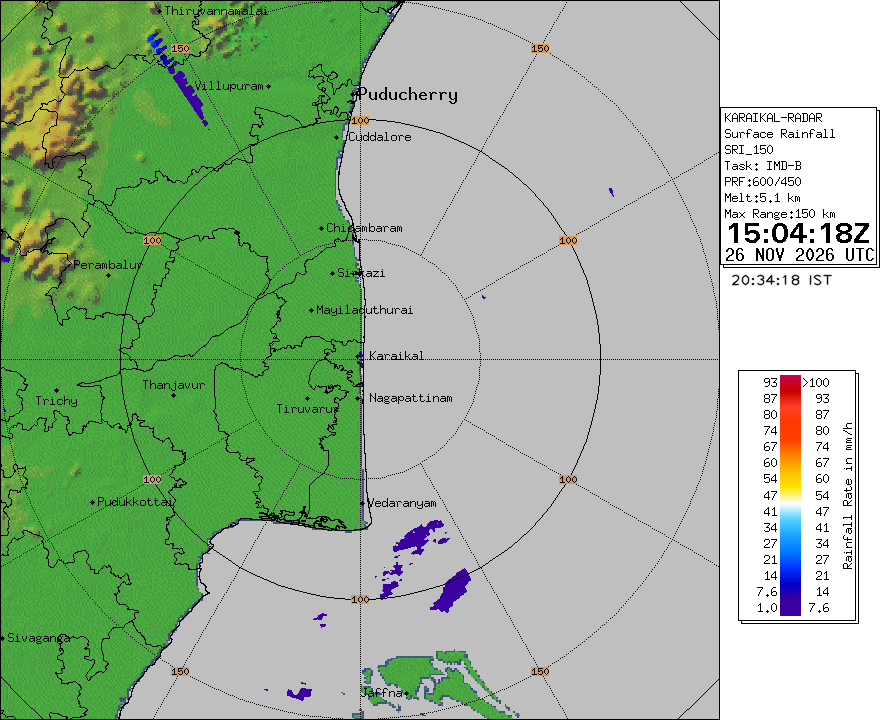 Thiruvannamalai
150
150
Villupuram
Puducherry
100
Cuddalore
Chidambaram
100
100
Perambalur
Sirkazi
Mayiladuthurai
Karaikal
Thanjavur
Trichy
Nagapattinam
Tiruvarur
100
100
Pudukkottai
Vedaranyam
100
Sivaganga
150
150
Jaffna
KARAIKAL-RADAR
Surface Rainfall
SRI_150
Task: IMD-B
PRF:600/450
Melt:5.1 km
Max Range:150 km
15:04:18Z
26 NOV 2026 UTC
20:34:18 IST
93 >100
87 93
80 87
74 80
67 74
60 67
54 60
47 54
41 47
34 41
27 34
21 27
14 21
7.6 14
1.0 7.6
Rainfall Rate in mm/h